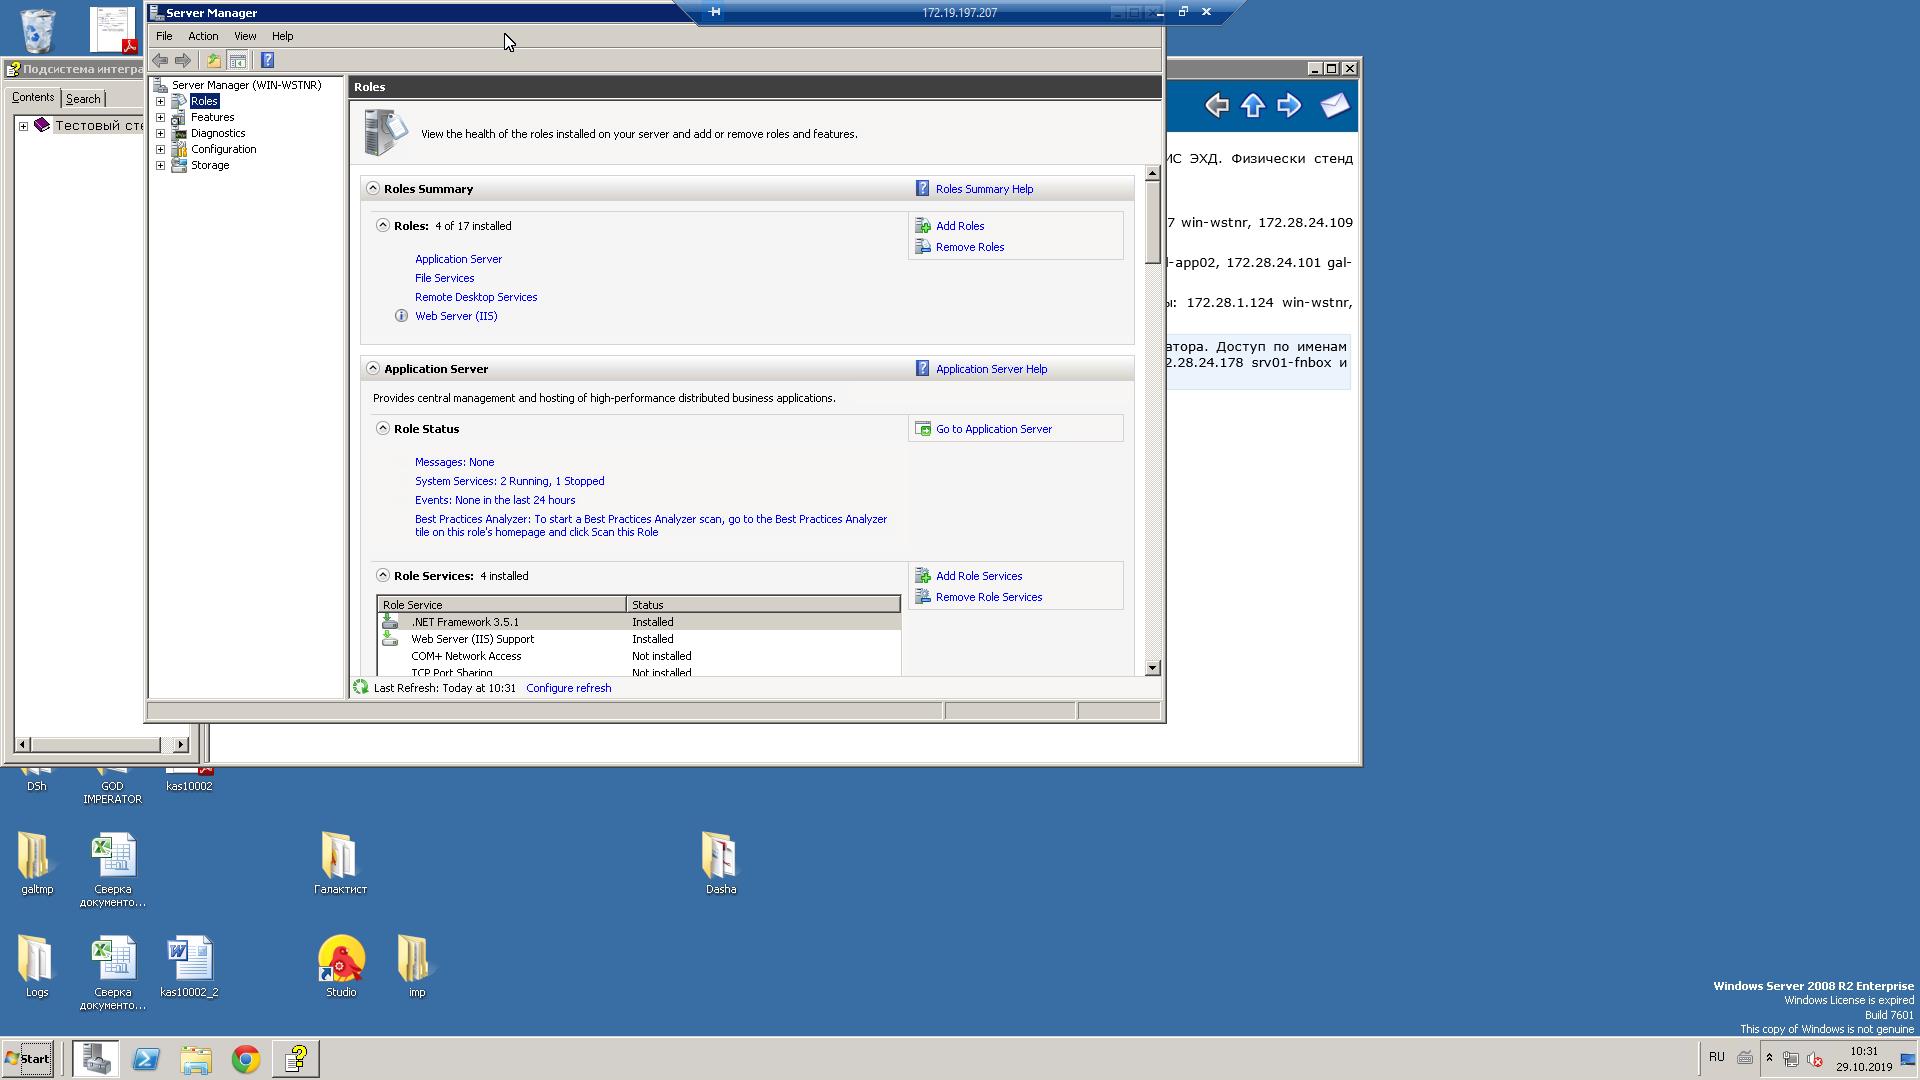 Server Manager
172.19.197.207
File Action View Help
Подсистема интегра
Contents Search
Тестовый сте
Server Manager (WIN-WSTNR)
Roles
Features
Diagnostics
Configuration
Storage
Roles
View the health of the roles installed on your server and add or remove roles and features.
Roles Summary
Roles Summary Help
Roles: 4 of 17 installed
Add Roles
Remove Roles
Application Server
File Services
Remote Desktop Services
Web Server (IIS)
Application Server
Application Server Help
Provides central management and hosting of high-performance distributed business applications.
Role Status
Go to Application Server
Messages: None
System Services: 2 Running, 1 Stopped
Events: None in the last 24 hours
Best Practices Analyzer: To start a Best Practices Analyzer scan, go to the Best Practices Analyzer
tile on this role's homepage and click Scan this Role
Role Services: 4 installed
Add Role Services
Remove Role Services
Role Service Status
.NET Framework 3.5.1 Installed
Web Server (IIS) Support Installed
COM+ Network Access Not installed
TCP Port Sharing Not installed
Last Refresh: Today at 10:31 Configure refresh
ИС ЭХД. Физически стенд
7 win-wstnr, 172.28.24.109
l-app02, 172.28.24.101 gal-
ы: 172.28.1.124 win-wstnr,
атора. Доступ по именам
2.28.24.178 srv01-fnbox и
DSh
GOD
IMPERATOR
kas10002
galtmp
Сверка
документо...
Галактист
Dasha
Logs
Сверка
документо...
kas10002_2
Studio
imp
Windows Server 2008 R2 Enterprise
Windows License is expired
Build 7601
This copy of Windows is not genuine
Start
RU
10:31
29.10.2019